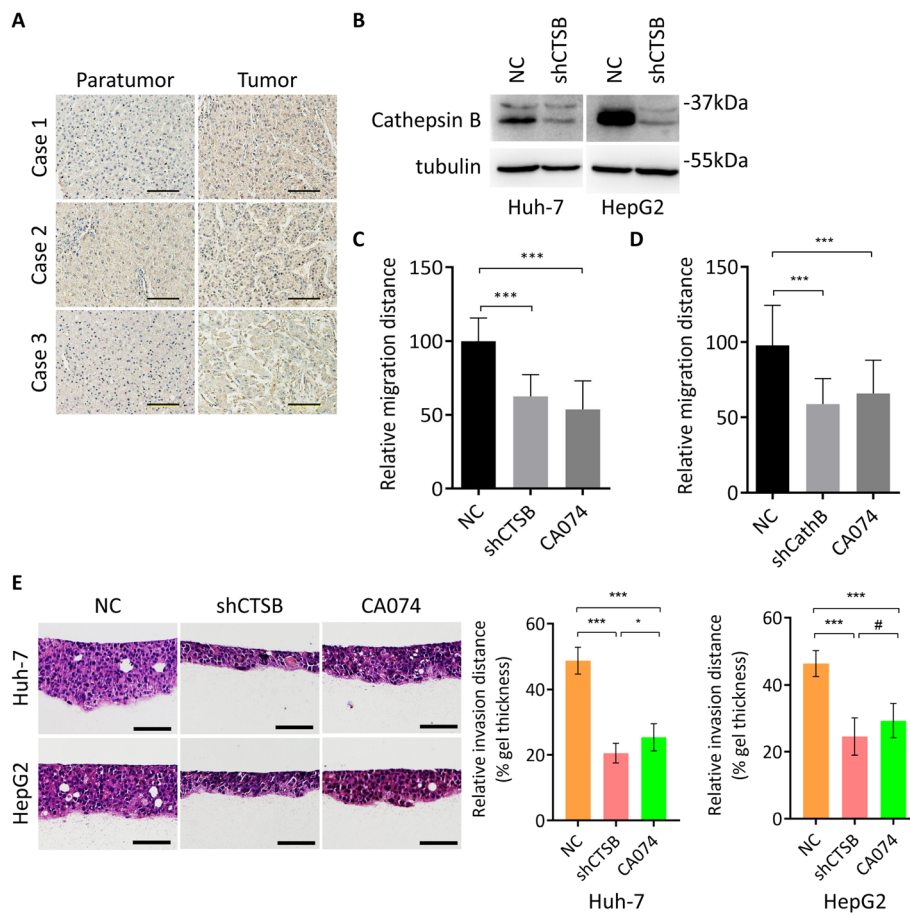 A
Paratumor Tumor
Case 1
Case 2
Case 3
B
NC shCTSB NC shCTSB
Cathepsin B
-37kDa
tubulin
-55kDa
Huh-7 HepG2
C
Relative migration distance
150
100
50
0
***
***
NC shCTSB CA074
D
Relative migration distance
150
100
50
0
***
***
NC shCathB CA074
E
NC shCTSB CA074
Huh-7
HepG2
Relative invasion distance
(% gel thickness)
60
40
20
0
***
*** *
NC shCTSB CA074
Huh-7
Relative invasion distance
(% gel thickness)
60
40
20
0
***
*** #
NC shCTSB CA074
HepG2